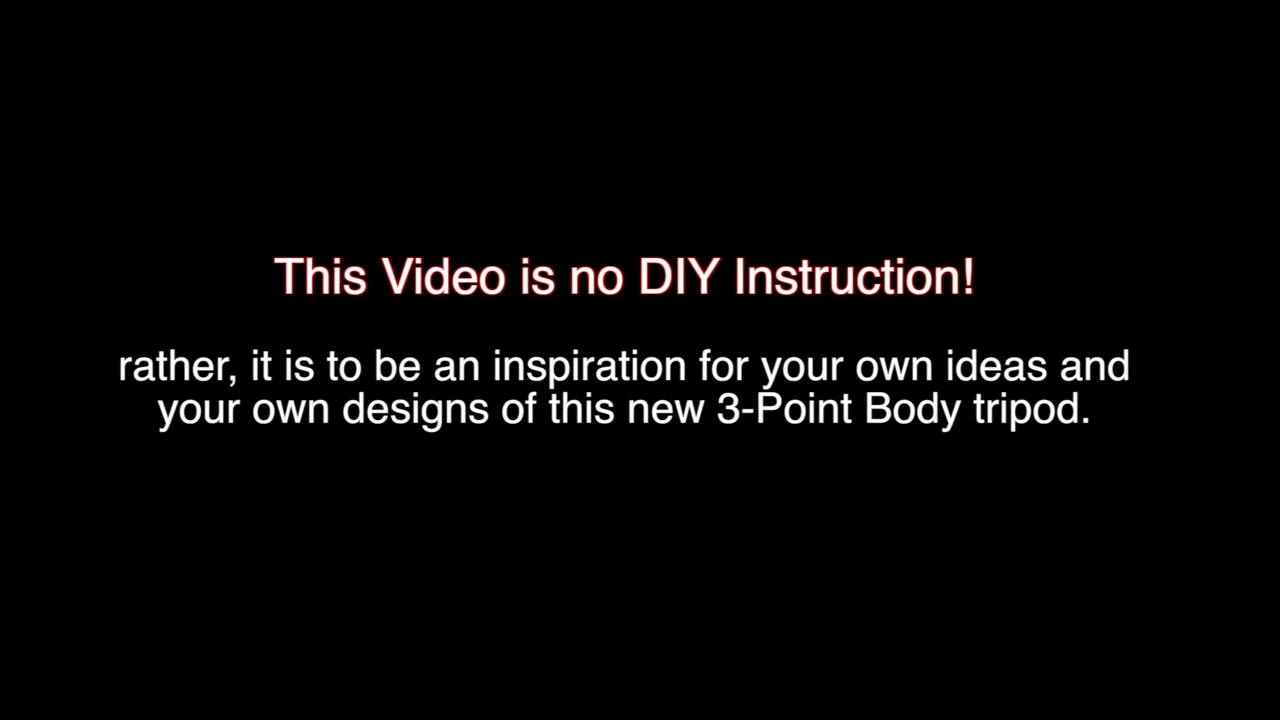 This Video is no DIY Instruction!
rather, it is to be an inspiration for your own ideas and
your own designs of this new 3-Point Body tripod.